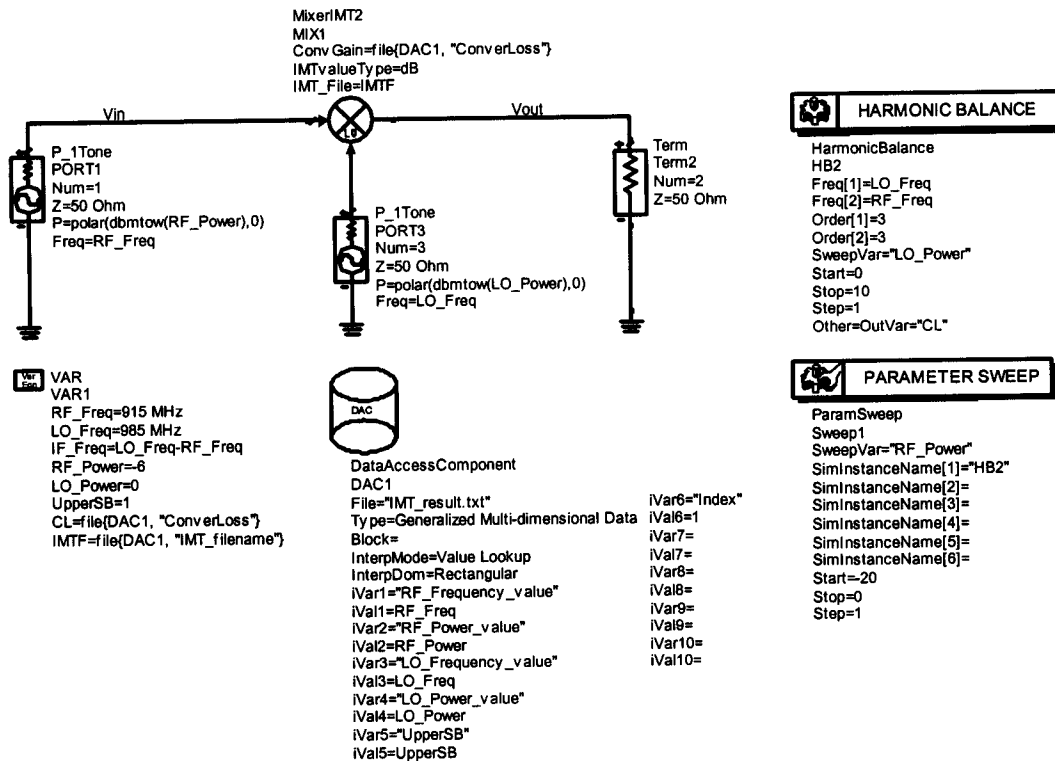 MixerIMT2
MIX1
ConvGain=file{DAC1, "ConverLoss"}
IMTvalueType=dB
IMT_File=IMTF
Vin
LO
Vout
P_1Tone
PORT1
Num=1
Z=50 Ohm
P=polar(dbmtow(RF_Power),0)
Freq=RF_Freq
P_1Tone
PORT3
Num=3
Z=50 Ohm
P=polar(dbmtow(LO_Power),0)
Freq=LO_Freq
Term
Term2
Num=2
Z=50 Ohm
HARMONIC BALANCE
HarmonicBalance
HB2
Freq[1]=LO_Freq
Freq[2]=RF_Freq
Order[1]=3
Order[2]=3
SweepVar="LO_Power"
Start=0
Stop=10
Step=1
Other=OutVar="CL"
Var
Eqn
VAR
VAR1
RF_Freq=915 MHz
LO_Freq=985 MHz
IF_Freq=LO_Freq-RF_Freq
RF_Power=-6
LO_Power=0
UpperSB=1
CL=file{DAC1, "ConverLoss"}
IMTF=file{DAC1, "IMT_filename"}
DAC
DataAccessComponent
DAC1
File="IMT_result.txt"
Type=Generalized Multi-dimensional Data
Block=
InterpMode=Value Lookup
InterpDom=Rectangular
iVar1="RF_Frequency_value"
iVal1=RF_Freq
iVar2="RF_Power_value"
iVal2=RF_Power
iVar3="LO_Frequency_value"
iVal3=LO_Freq
iVar4="LO_Power_value"
iVal4=LO_Power
iVar5="UpperSB"
iVal5=UpperSB
iVar6="Index"
iVal6=1
iVar7=
iVal7=
iVar8=
iVal8=
iVar9=
iVal9=
iVar10=
iVal10=
PARAMETER SWEEP
ParamSweep
Sweep1
SweepVar="RF_Power"
SimInstanceName[1]="HB2"
SimInstanceName[2]=
SimInstanceName[3]=
SimInstanceName[4]=
SimInstanceName[5]=
SimInstanceName[6]=
Start=-20
Stop=0
Step=1